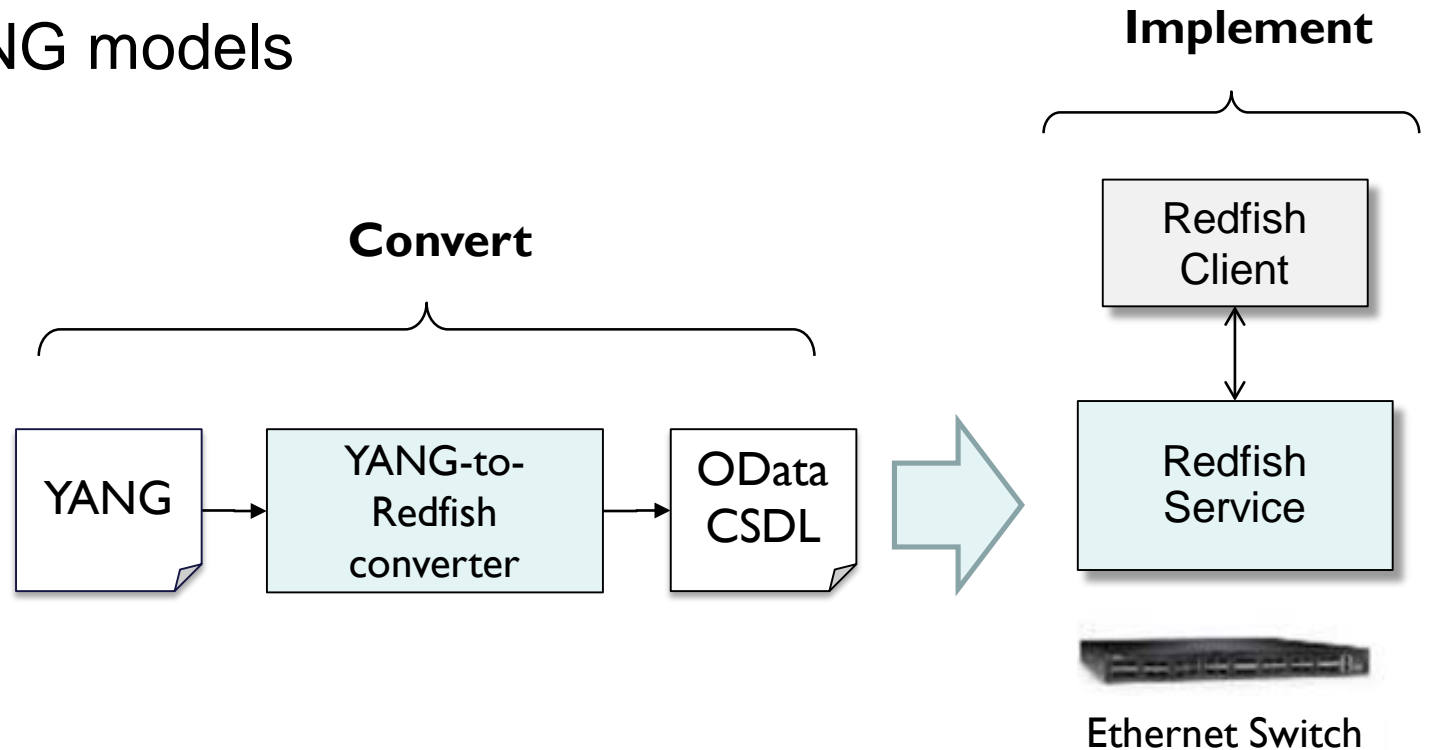 NG models
Implement
Convert
Redfish
Client
YANG
YANG-to-
Redfish
converter
OData
CSDL
Redfish
Service
Ethernet Switch